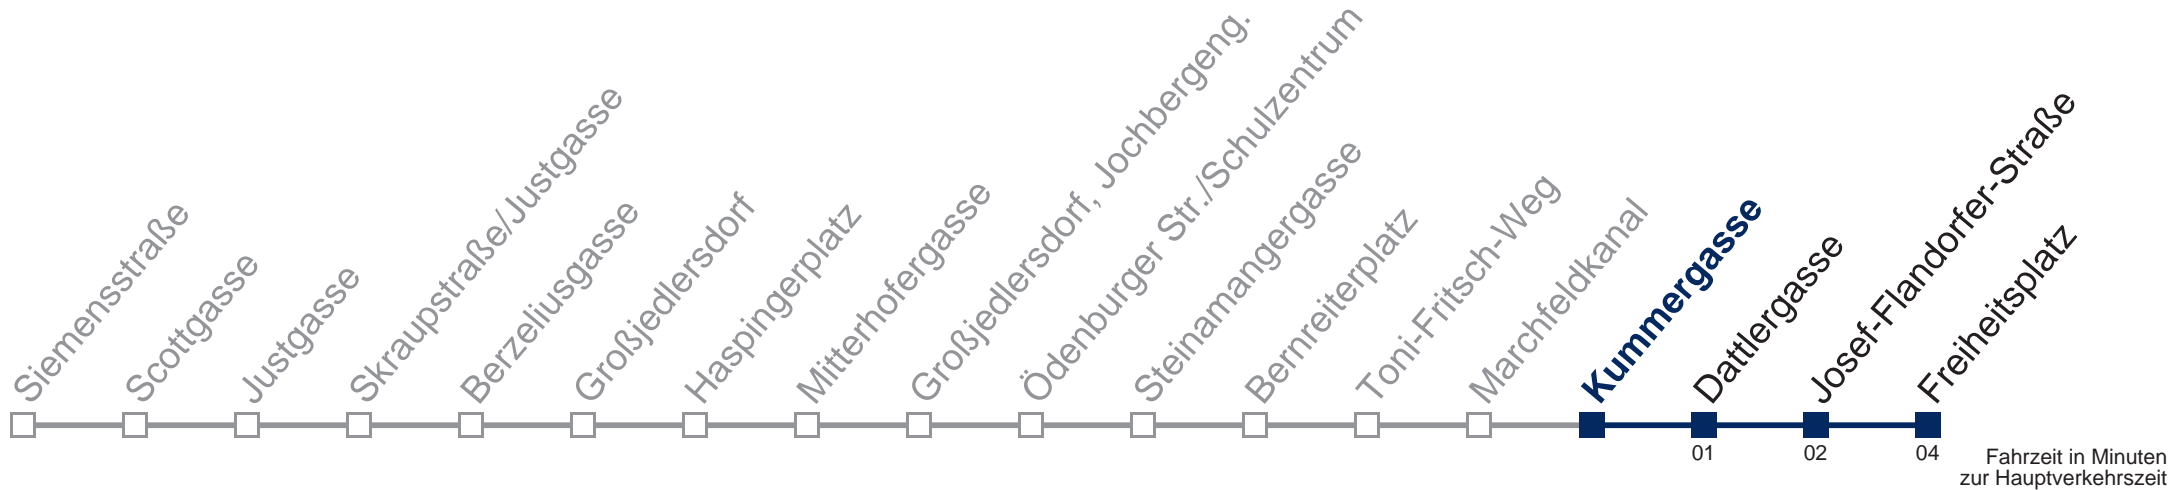 Siemensstraße
Scottgasse
Justgasse
Skraupstraße/Justgasse
Berzeliusgasse
Großjedlersdorf
Haspingerplatz
Mitterhofergasse
Großjedlersdorf, Jochbergeng.
Ödenburger Str./Schulzentrum
Steinamangergasse
Bernreiterplatz
Toni-Fritsch-Weg
Marchfeldkanal
Kummergasse
Dattlergasse
Josef-Flandorfer-Straße
Freiheitsplatz
01
02
04
Fahrzeit in Minuten
zur Hauptverkehrszeit